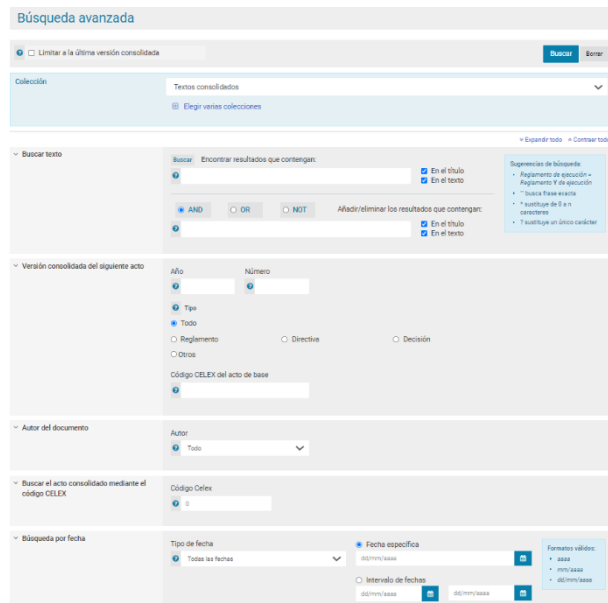 Búsqueda avanzada
Limitar a la última versión consolidada
Buscar Borrar
Colección
Textos consolidados
Elegir varias colecciones
Expandir todo Contraer todo
Buscar texto
Buscar Encontrar resultados que contengan:
En el título
En el texto
AND OR NOT Añadir/eliminar los resultados que contengan:
En el título
En el texto
Sugerencias de búsqueda:
• Reglamento de ejecución =
Reglamento Y de ejecución
• " busca frase exacta
• * sustituye de 0 a n
caracteres
• ? sustituye un único carácter
Versión consolidada del siguiente acto
Año Número
Tipo
Todo
Reglamento Directiva Decisión
Otros
Código CELEX del acto de base
Autor del documento
Autor
Todo
Buscar el acto consolidado mediante el
código CELEX
Código Celex
0
Búsqueda por fecha
Tipo de fecha
Todas las fechas
Fecha específica
dd/mm/aaaa
Intervalo de fechas
dd/mm/aaaa dd/mm/aaaa
Formatos válidos:
• aaaa
• mm/aaaa
• dd/mm/aaaa